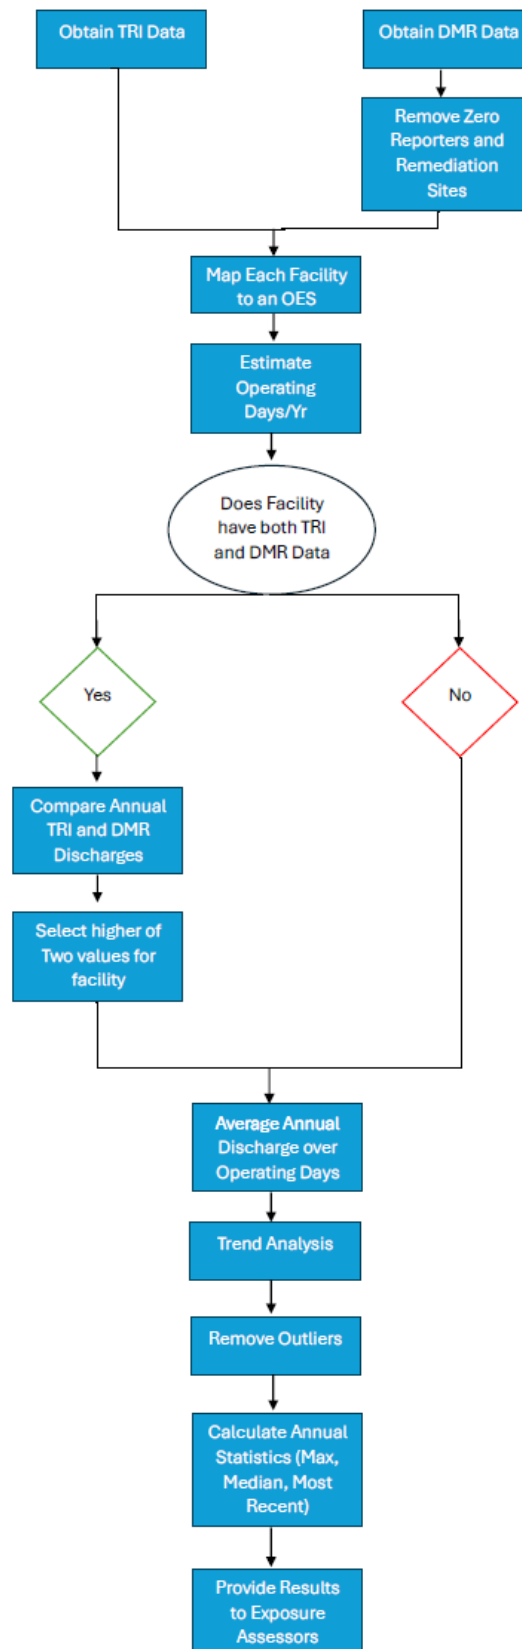 Obtain TRI Data
Obtain DMR Data
Remove Zero
Reporters and
Remediation
Sites
Map Each Facility
to an OES
Estimate
Operating
Days/Yr
Does Facility
have both TRI
and DMR Data
Yes
No
Compare Annual
TRI and DMR
Discharges
Select higher of
Two values for
facility
Average Annual
Discharge over
Operating Days
Trend Analysis
Remove Outliers
Calculate Annual
Statistics (Max,
Median, Most
Recent)
Provide Results
to Exposure
Assessors